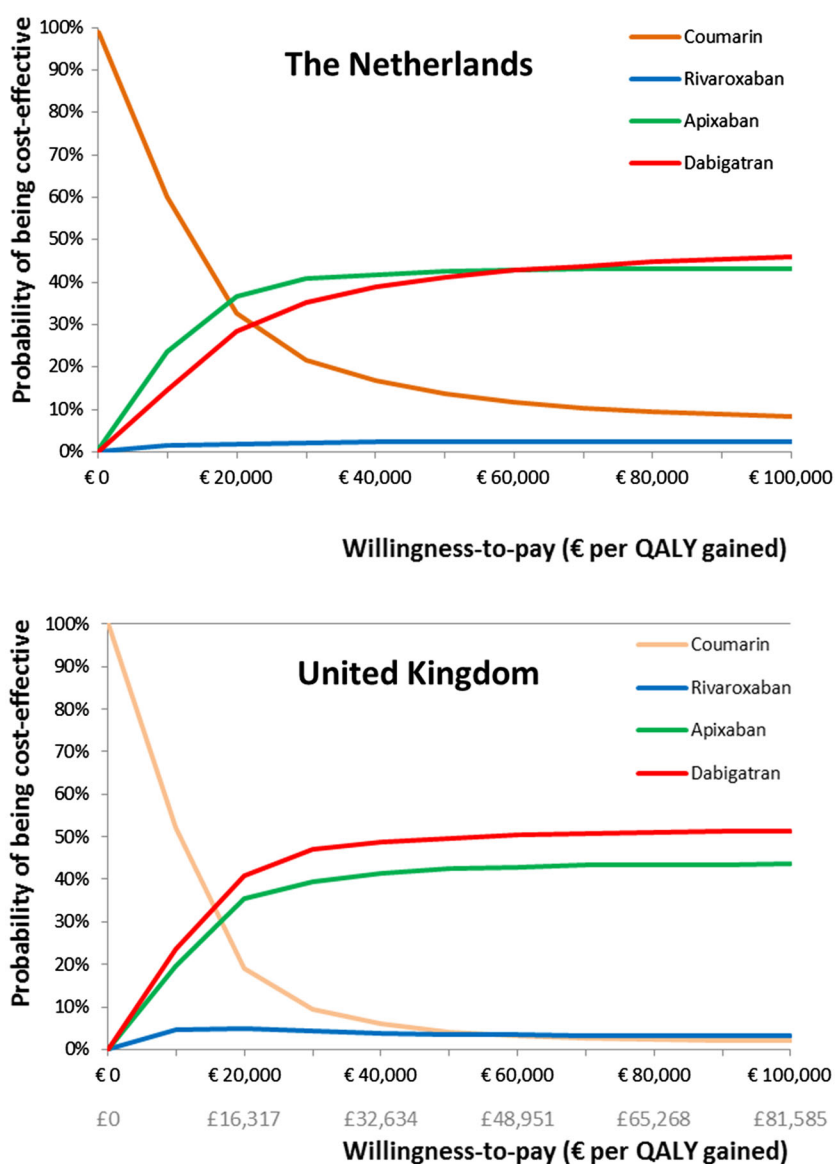 100%
90%
80%
70%
60%
50%
40%
30%
20%
10%
0%
Probability of being cost-effective
The Netherlands
Coumarin
Rivaroxaban
Apixaban
Dabigatran
€ 0 € 20,000 € 40,000 € 60,000 € 80,000 € 100,000
Willingness-to-pay (€ per QALY gained)
100%
90%
80%
70%
60%
50%
40%
30%
20%
10%
0%
Probability of being cost-effective
United Kingdom
Coumarin
Rivaroxaban
Apixaban
Dabigatran
€ 0 € 20,000 € 40,000 € 60,000 € 80,000 € 100,000
£0 £16,317 £32,634 £48,951 £65,268 £81,585
Willingness-to-pay (€ per QALY gained)